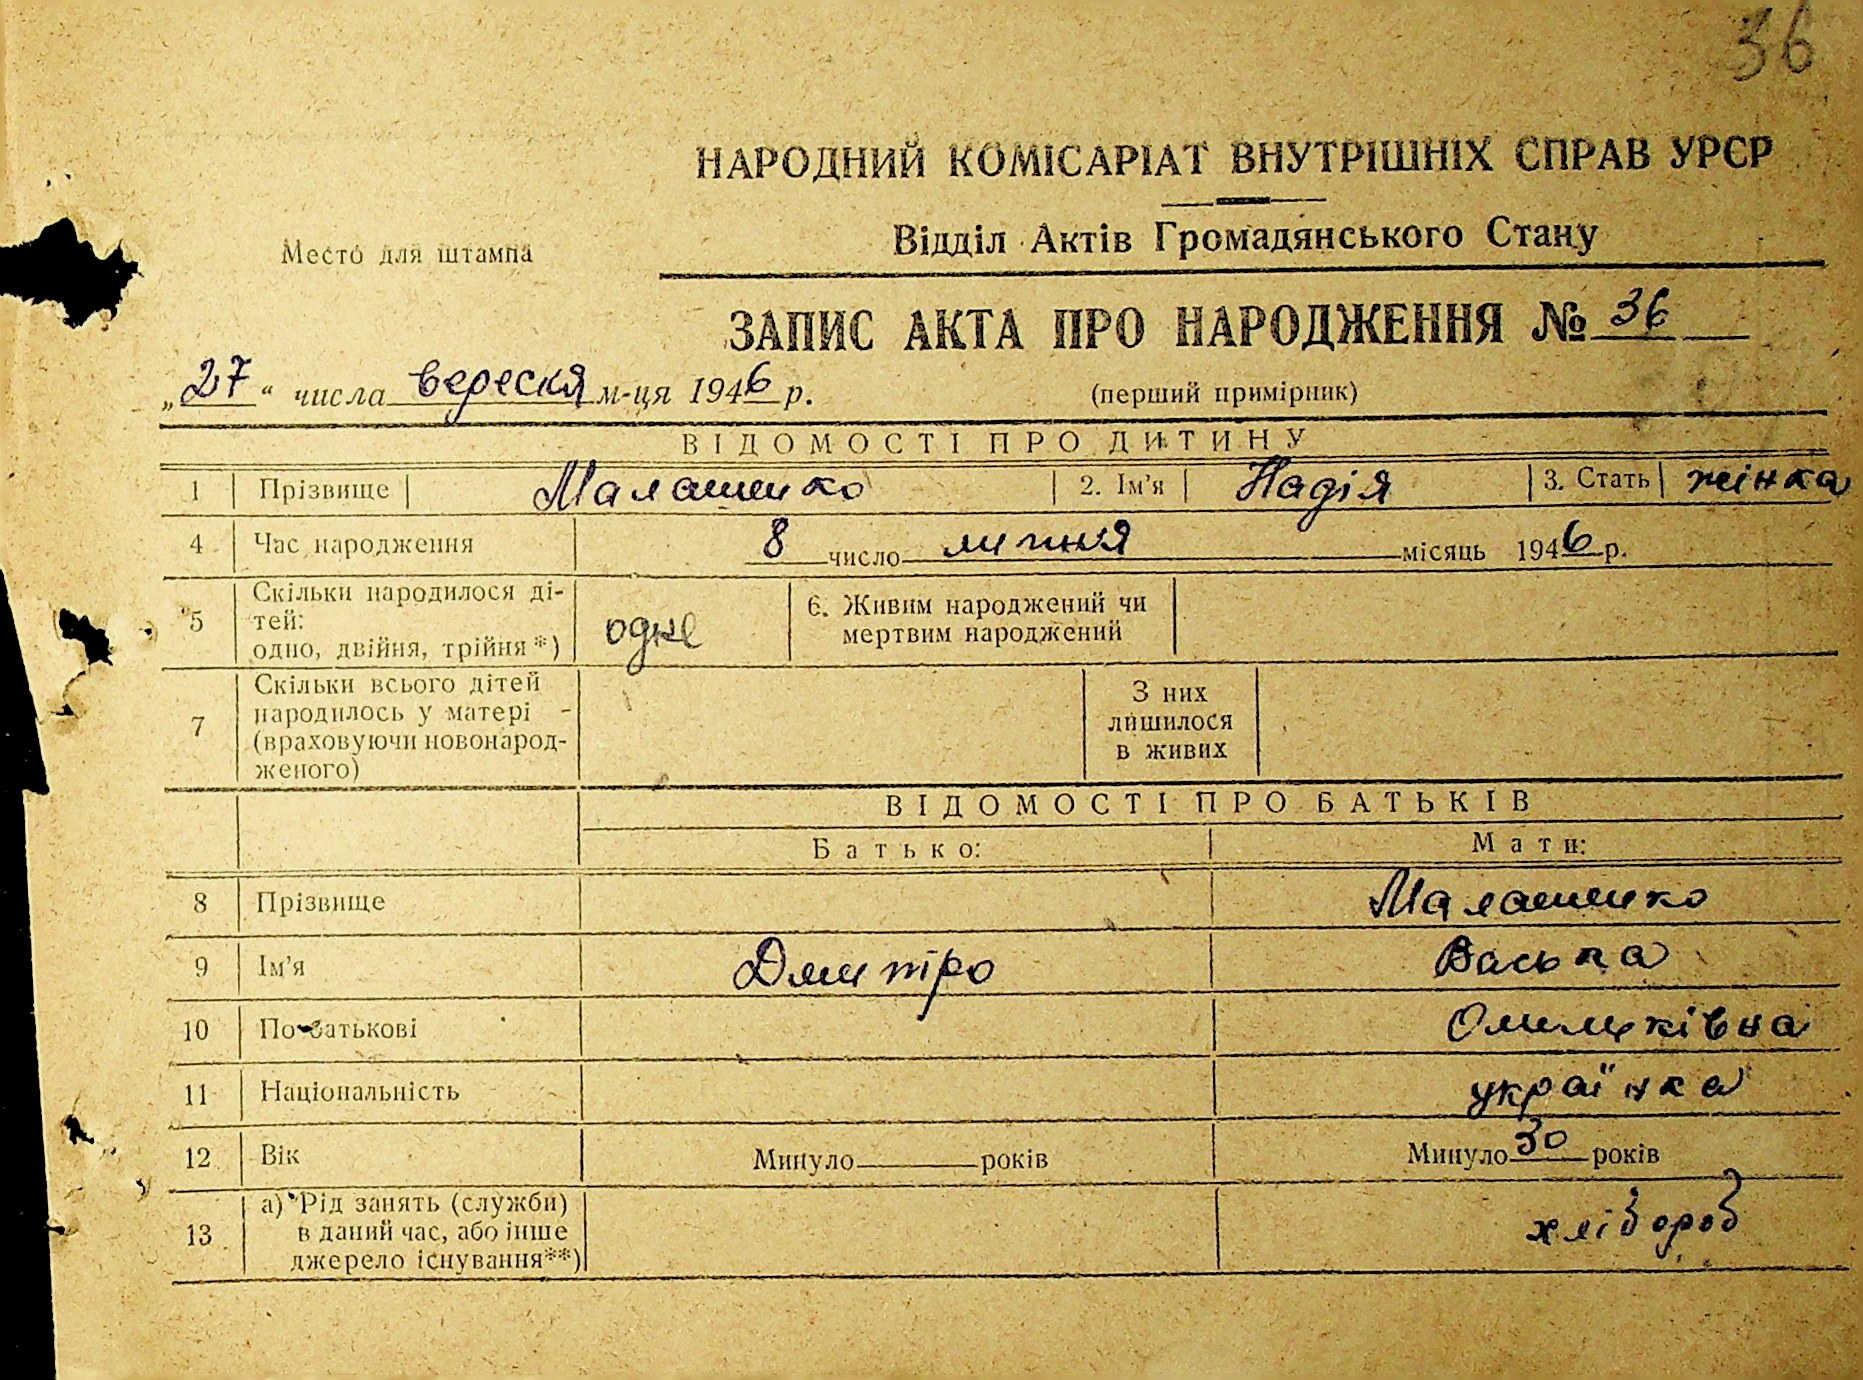 36
НАРОДНИЙ КОМІСАРІАТ ВНУТРІШНІХ СПРАВ УРСР
Место для штампа
Відділ Актів Громадянського Стану
ЗАПИС АКТА ПРО НАРОДЖЕННЯ № 36
„27“ числа вересня м-ця 1946 р. (перший примірник)
ВІДОМОСТІ ПРО ДИТИНУ
1 Прізвище Малашенко 2. Ім'я Надія 3. Стать жінка
4 Час народження 8 число липня місяць 1946 р.
5 Скільки народилося ді-
тей:
одно, двійня, трійня *) одне 6. Живим народжений чи
мертвим народжений
7 Скільки всього дітей
народилось у матері -
(враховуючи новонарод-
женого)
З них
лишилося
в живих
ВІДОМОСТІ ПРО БАТЬКІВ
Батько: Мати:
8 Прізвище Малашенко
9 Ім'я Дмитро Васька
10 По батькові
11 Національність українка
12 Вік Минуло років Минуло 30 років
13 а) Рід занять (служби)
в даний час, або інше
джерело існування**) хлібороб